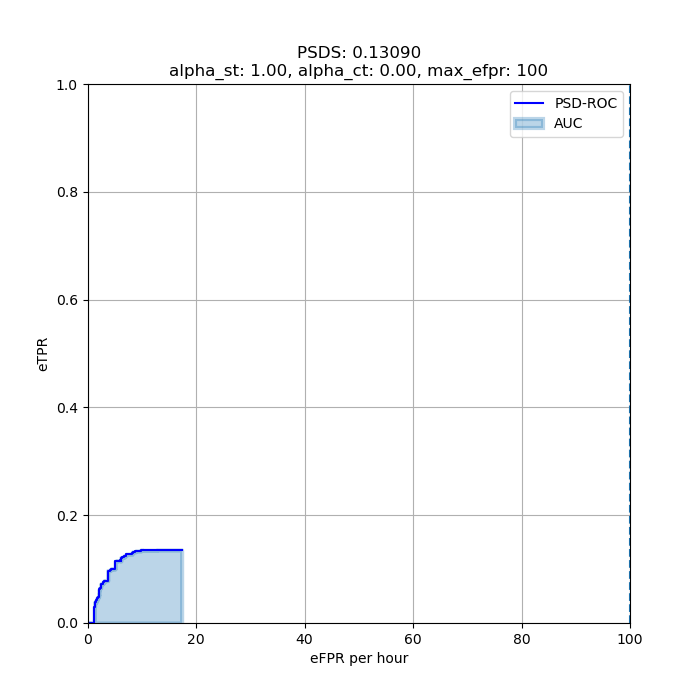 PSDS: 0.13090
alpha_st: 1.00, alpha_ct: 0.00, max_efpr: 100
1.0
0.8
0.6
0.4
0.2
0.0
eTPR
PSD-ROC
AUC
0 20 40 60 80 100
eFPR per hour